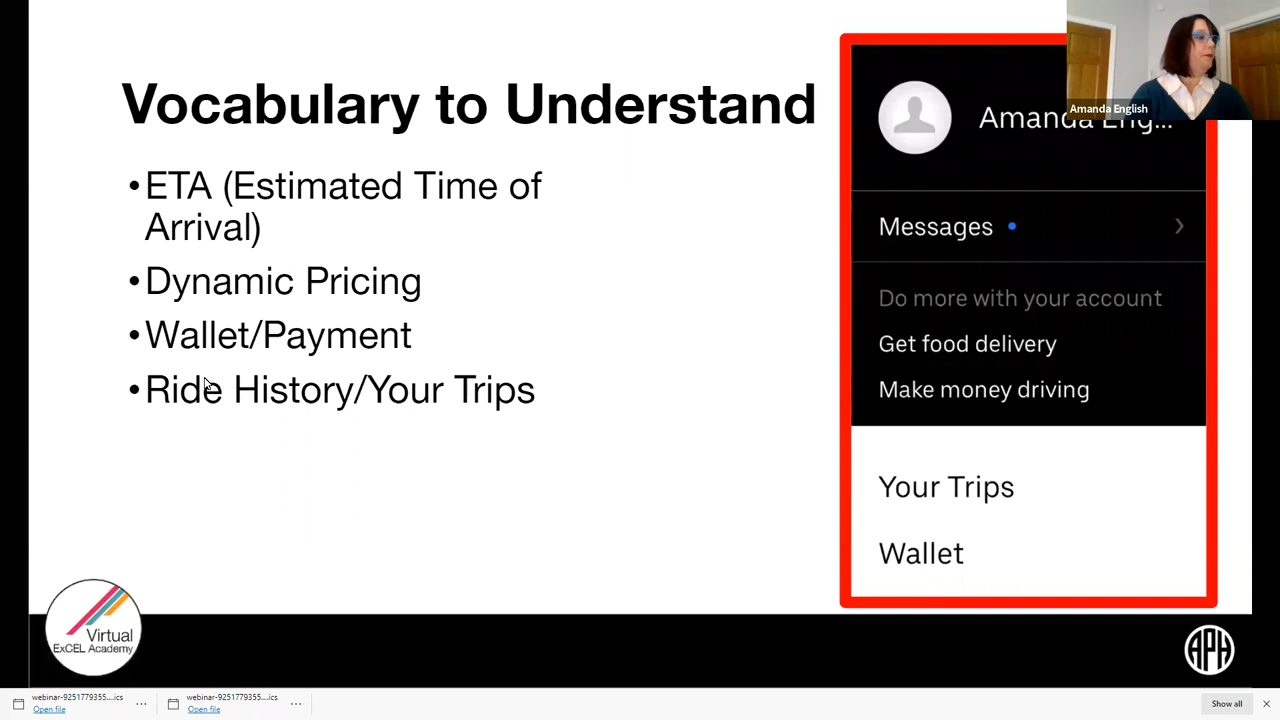 Vocabulary to Understand
•ETA (Estimated Time of
Arrival)
•Dynamic Pricing
•Wallet/Payment
•Ride History/Your Trips
Amanda Eng...
Amanda English
Messages
Do more with your account
Get food delivery
Make money driving
Your Trips
Wallet
Virtual
ExCEL Academy
APH
webinar-9251779355....ics
Open file
webinar-9251779355....ics
Open file
Show all